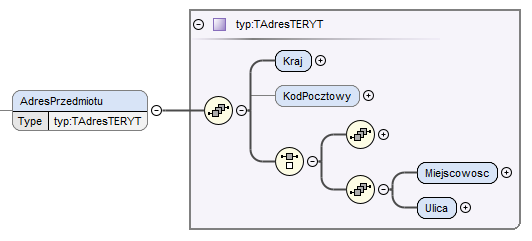 typ:TAdresTERYT
Kraj
AdresPrzedmiotu
KodPocztowy
Type typ:TAdresTERYT
Miejscowosc
Ulica